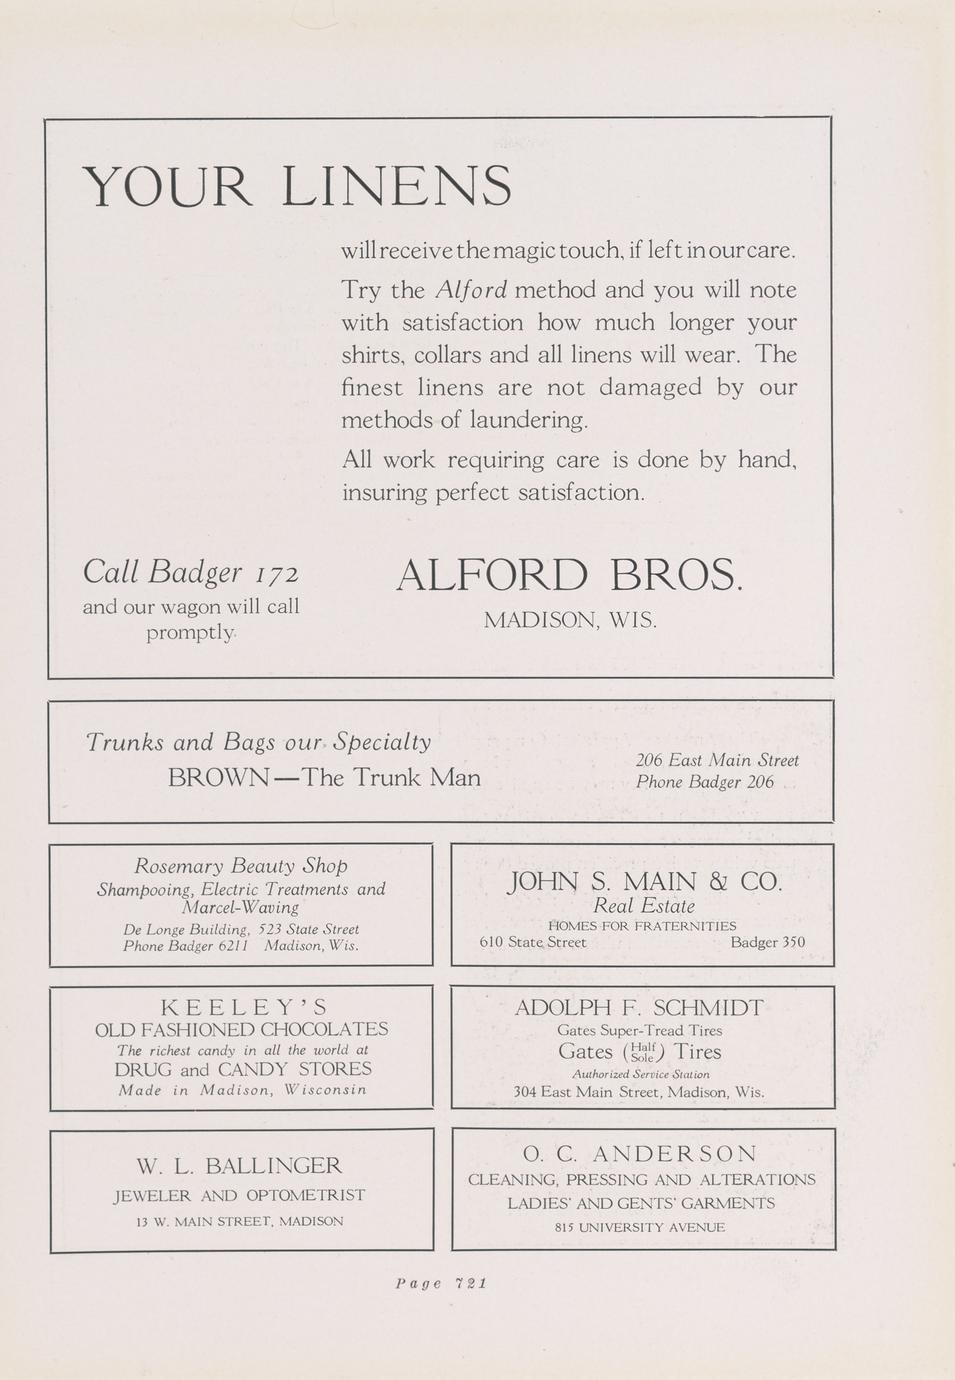 YOUR LINENS
will receive the magic touch, if left in our care.
Try the Alford method and you will note
with satisfaction how much longer your
shirts, collars and all linens will wear. The
finest linens are not damaged by our
methods of laundering.
All work requiring care is done by hand,
insuring perfect satisfaction.
Call Badger 172
and our wagon will call
promptly.
ALFORD BROS.
MADISON, WIS.
Trunks and Bags our Specialty
BROWN—The Trunk Man
206 East Main Street
Phone Badger 206
Rosemary Beauty Shop
Shampooing, Electric Treatments and
Marcel-Waving
De Longe Building, 523 State Street
Phone Badger 6211 Madison, Wis.
JOHN S. MAIN & CO.
Real Estate
HOMES FOR FRATERNITIES
610 State Street Badger 350
KEELEY'S
OLD FASHIONED CHOCOLATES
The richest candy in all the world at
DRUG and CANDY STORES
Made in Madison, Wisconsin
ADOLPH F. SCHMIDT
Gates Super-Tread Tires
Gates (Half Sole) Tires
Authorized Service Station
304 East Main Street, Madison, Wis.
W. L. BALLINGER
JEWELER AND OPTOMETRIST
13 W. MAIN STREET, MADISON
O. C. ANDERSON
CLEANING, PRESSING AND ALTERATIONS
LADIES' AND GENTS' GARMENTS
815 UNIVERSITY AVENUE
Page 721